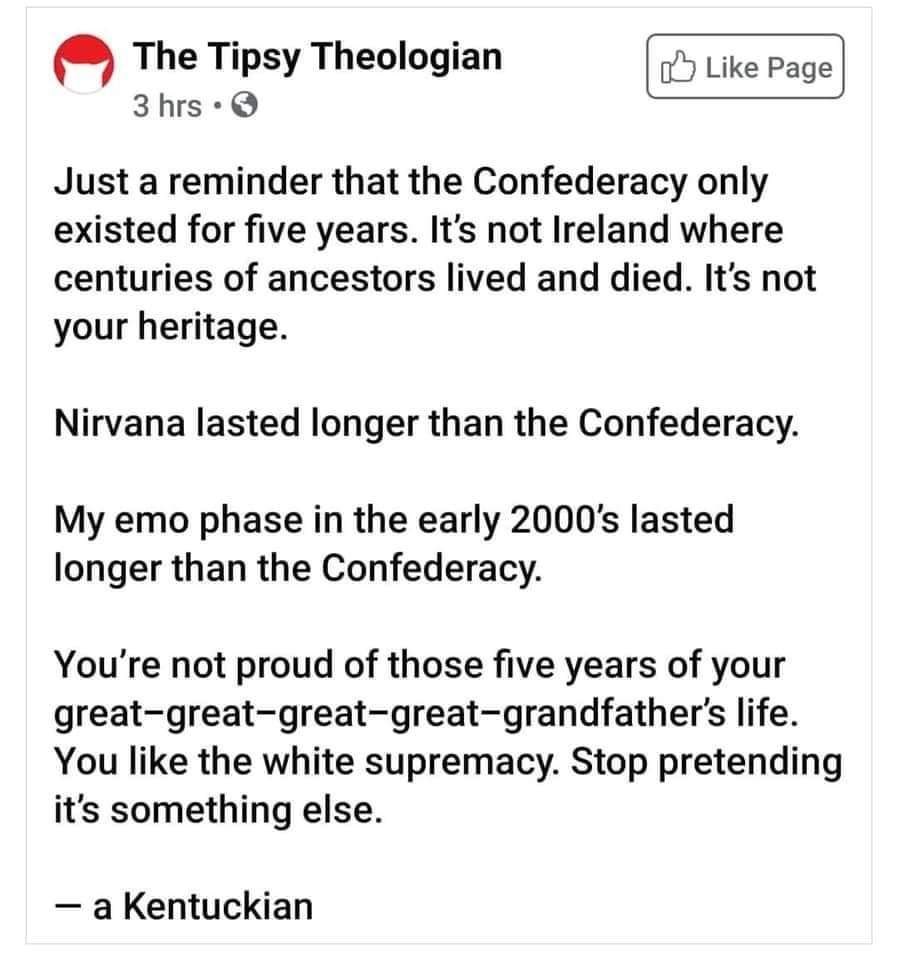 The Tipsy Theologian
Like Page
3 hrs •
Just a reminder that the Confederacy only
existed for five years. It's not Ireland where
centuries of ancestors lived and died. It's not
your heritage.
Nirvana lasted longer than the Confederacy.
My emo phase in the early 2000's lasted
longer than the Confederacy.
You're not proud of those five years of your
great–great–great–great–grandfather's life.
You like the white supremacy. Stop pretending
it's something else.
— a Kentuckian